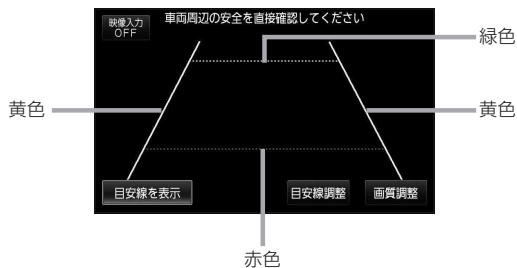 映像入力
OFF
車両周辺の安全を直接確認してください
緑色
黄色
黄色
目安線を表示
目安線調整
画質調整
赤色